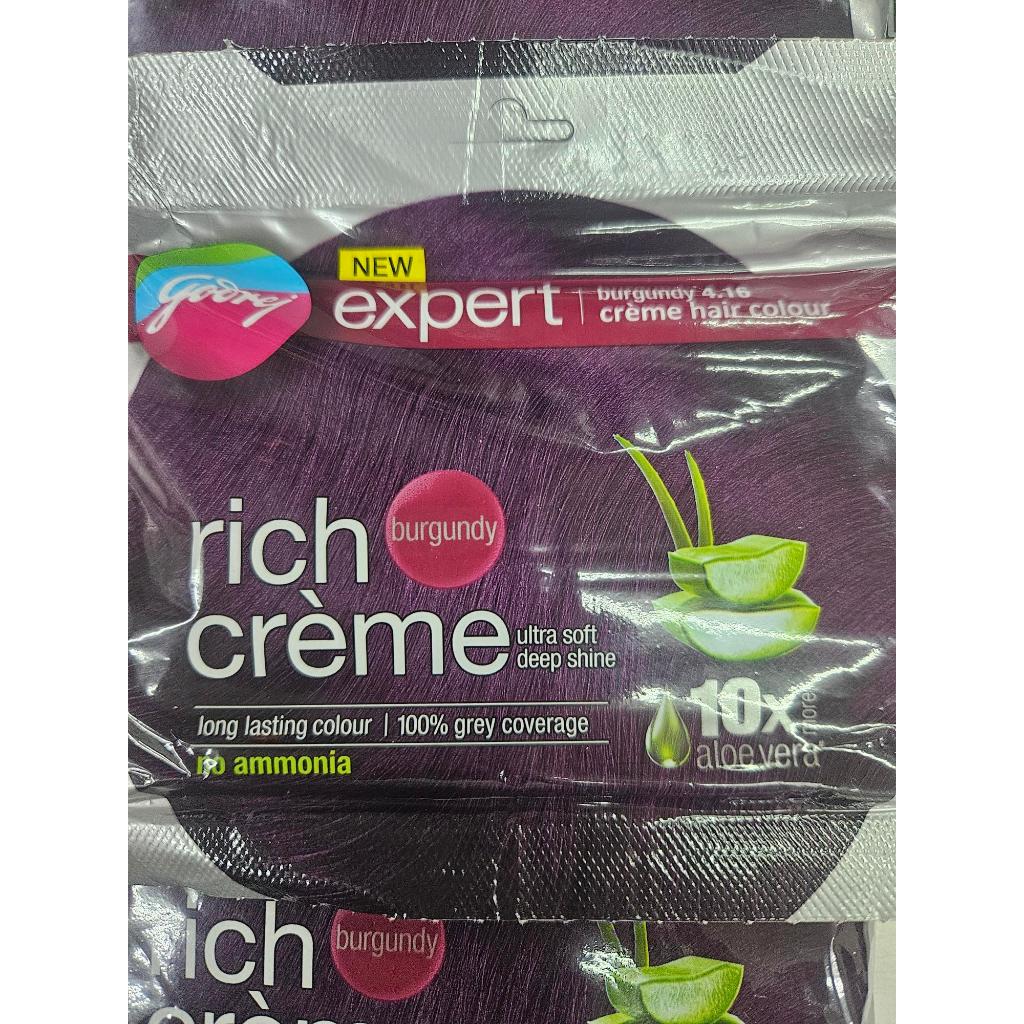 NEW
Godrej
expert
burgundy 4.16
crème hair colour
rich
burgundy
crème
ultra soft
deep shine
long lasting colour | 100% grey coverage
no ammonia
10x
more
aloe vera*
rich
burgundy
crème